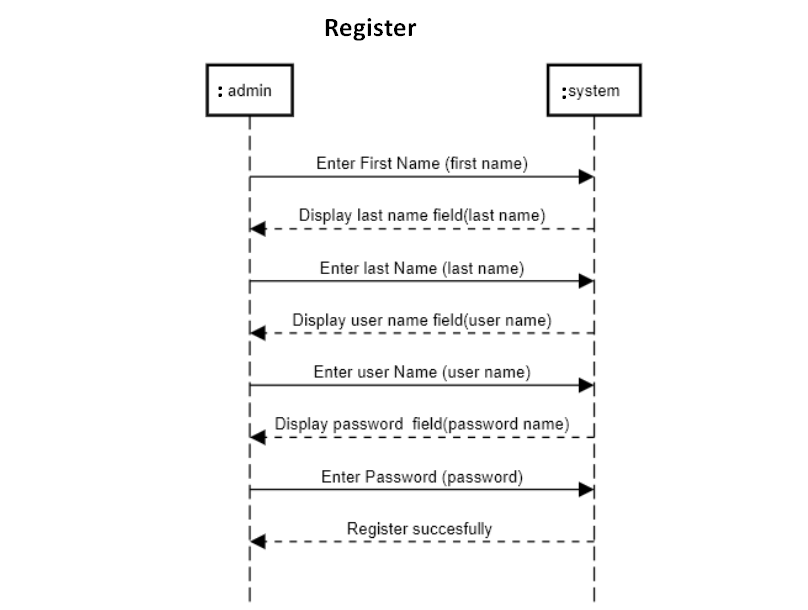 Register
: admin
:system
Enter First Name (first name)
Display last name field(last name)
Enter last Name (last name)
Display user name field(user name)
Enter user Name (user name)
Display password  field(password name)
Enter Password (password)
Register succesfully